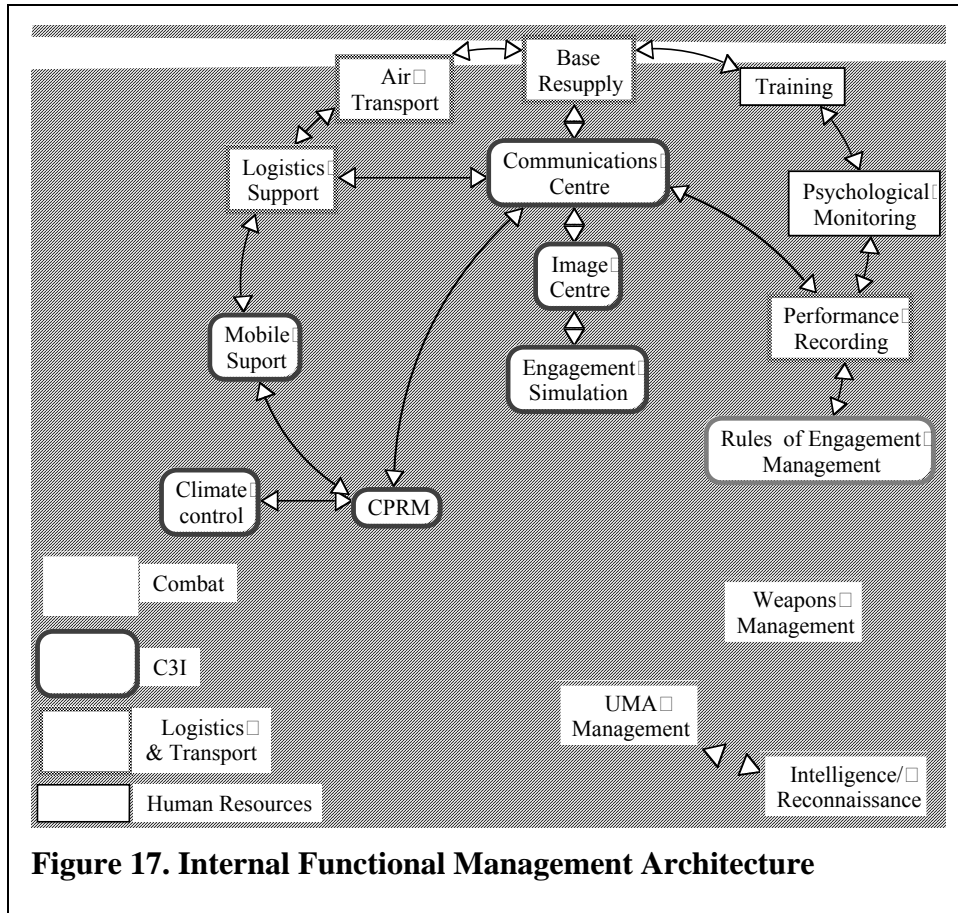 Base
Resupply
Air
Transport
Training
Communications
Centre
Logistics
Support
Psychological
Monitoring
Image
Centre
Performance
Recording
Mobile
Suport
Engagement
Simulation
Rules of Engagement
Management
Climate
control
CPRM
Combat
Weapons
Management
C3I
UMA
Management
Logistics
& Transport
Intelligence/
Reconnaissance
Human Resources
Figure 17. Internal Functional Management Architecture